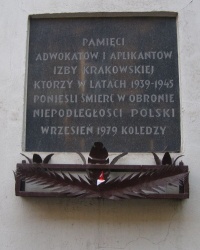 PAMIĘCI
ADWOKATÓW I APLIKANTÓW
IZBY KRAKOWSKIEJ
KTÓRZY W LATACH 1939-1945
PONIEŚLI ŚMIERĆ W OBRONIE
NIEPODLEGŁOŚCI POLSKI
WRZESIEŃ 1979 KOLEDZY